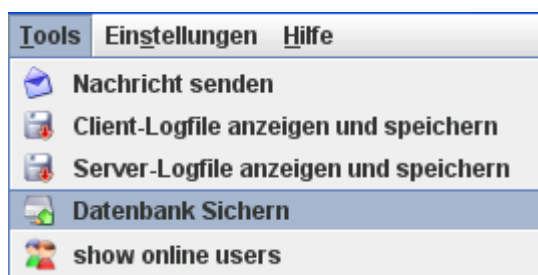 Tools Einstellungen Hilfe
Nachricht senden
Client-Logfile anzeigen und speichern
Server-Logfile anzeigen und speichern
Datenbank Sichern
show online users